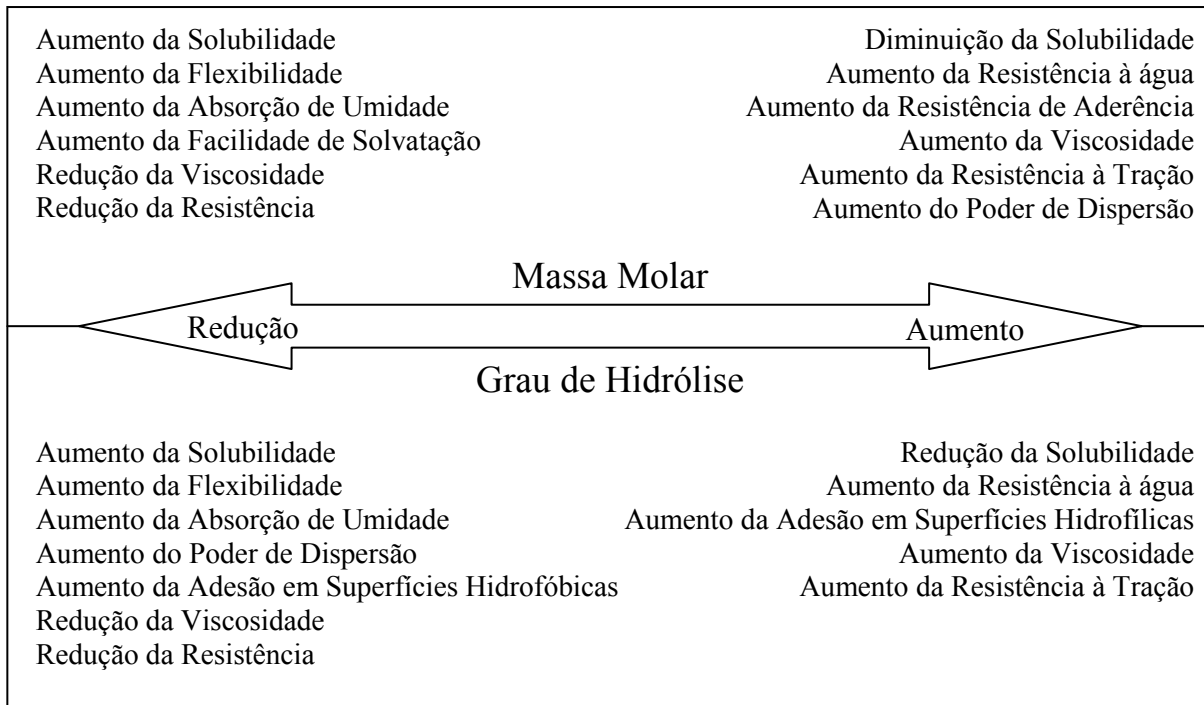 Aumento da Solubilidade
Aumento da Flexibilidade
Aumento da Absorção de Umidade
Aumento da Facilidade de Solvatação
Redução da Viscosidade
Redução da Resistência
Diminuição da Solubilidade
Aumento da Resistência à água
Aumento da Resistência de Aderência
Aumento da Viscosidade
Aumento da Resistência à Tração
Aumento do Poder de Dispersão
Massa Molar
Redução
Aumento
Grau de Hidrólise
Aumento da Solubilidade
Aumento da Flexibilidade
Aumento da Absorção de Umidade
Aumento do Poder de Dispersão
Aumento da Adesão em Superfícies Hidrofóbicas
Redução da Viscosidade
Redução da Resistência
Redução da Solubilidade
Aumento da Resistência à água
Aumento da Adesão em Superfícies Hidrofílicas
Aumento da Viscosidade
Aumento da Resistência à Tração